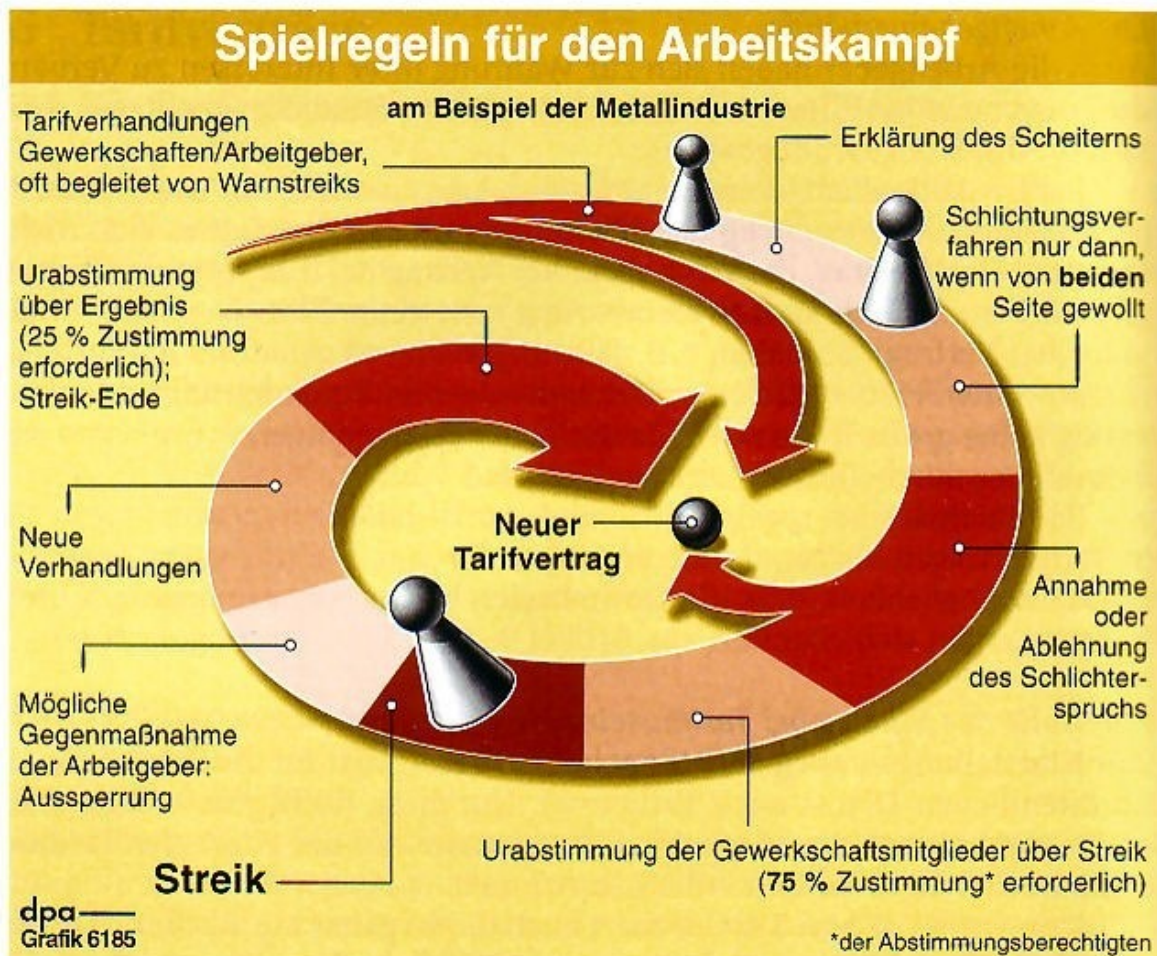 Spielregeln für den Arbeitskampf
am Beispiel der Metallindustrie
Tarifverhandlungen
Gewerkschaften/Arbeitgeber,
oft begleitet von Warnstreiks
Erklärung des Scheiterns
Schlichtungsver-
fahren nur dann,
wenn von beiden
Seite gewollt
Urabstimmung
über Ergebnis
(25 % Zustimmung
erforderlich);
Streik-Ende
Neuer
Tarifvertrag
Neue
Verhandlungen
Annahme
oder
Ablehnung
des Schlichter-
spruchs
Mögliche
Gegenmaßnahme
der Arbeitgeber:
Aussperrung
Urabstimmung der Gewerkschaftsmitglieder über Streik
(75 % Zustimmung* erforderlich)
Streik
dpa
Grafik 6185
*der Abstimmungsberechtigten